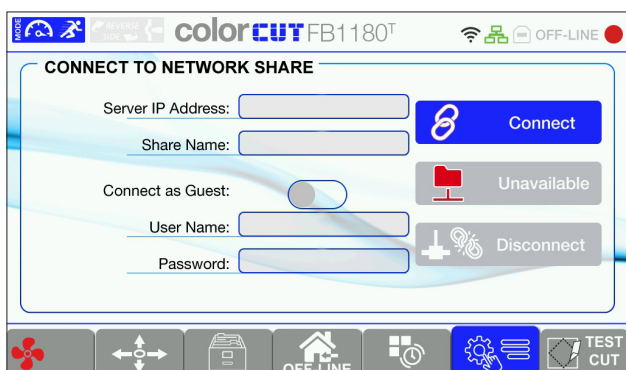 MODE
REVERSE
SIDE
colorCUT FB1180T
OFF-LINE
CONNECT TO NETWORK SHARE
Server IP Address:
Connect
Share Name:
Connect as Guest:
Unavailable
User Name:
Disconnect
Password:
OFF-LINE
TEST
CUT